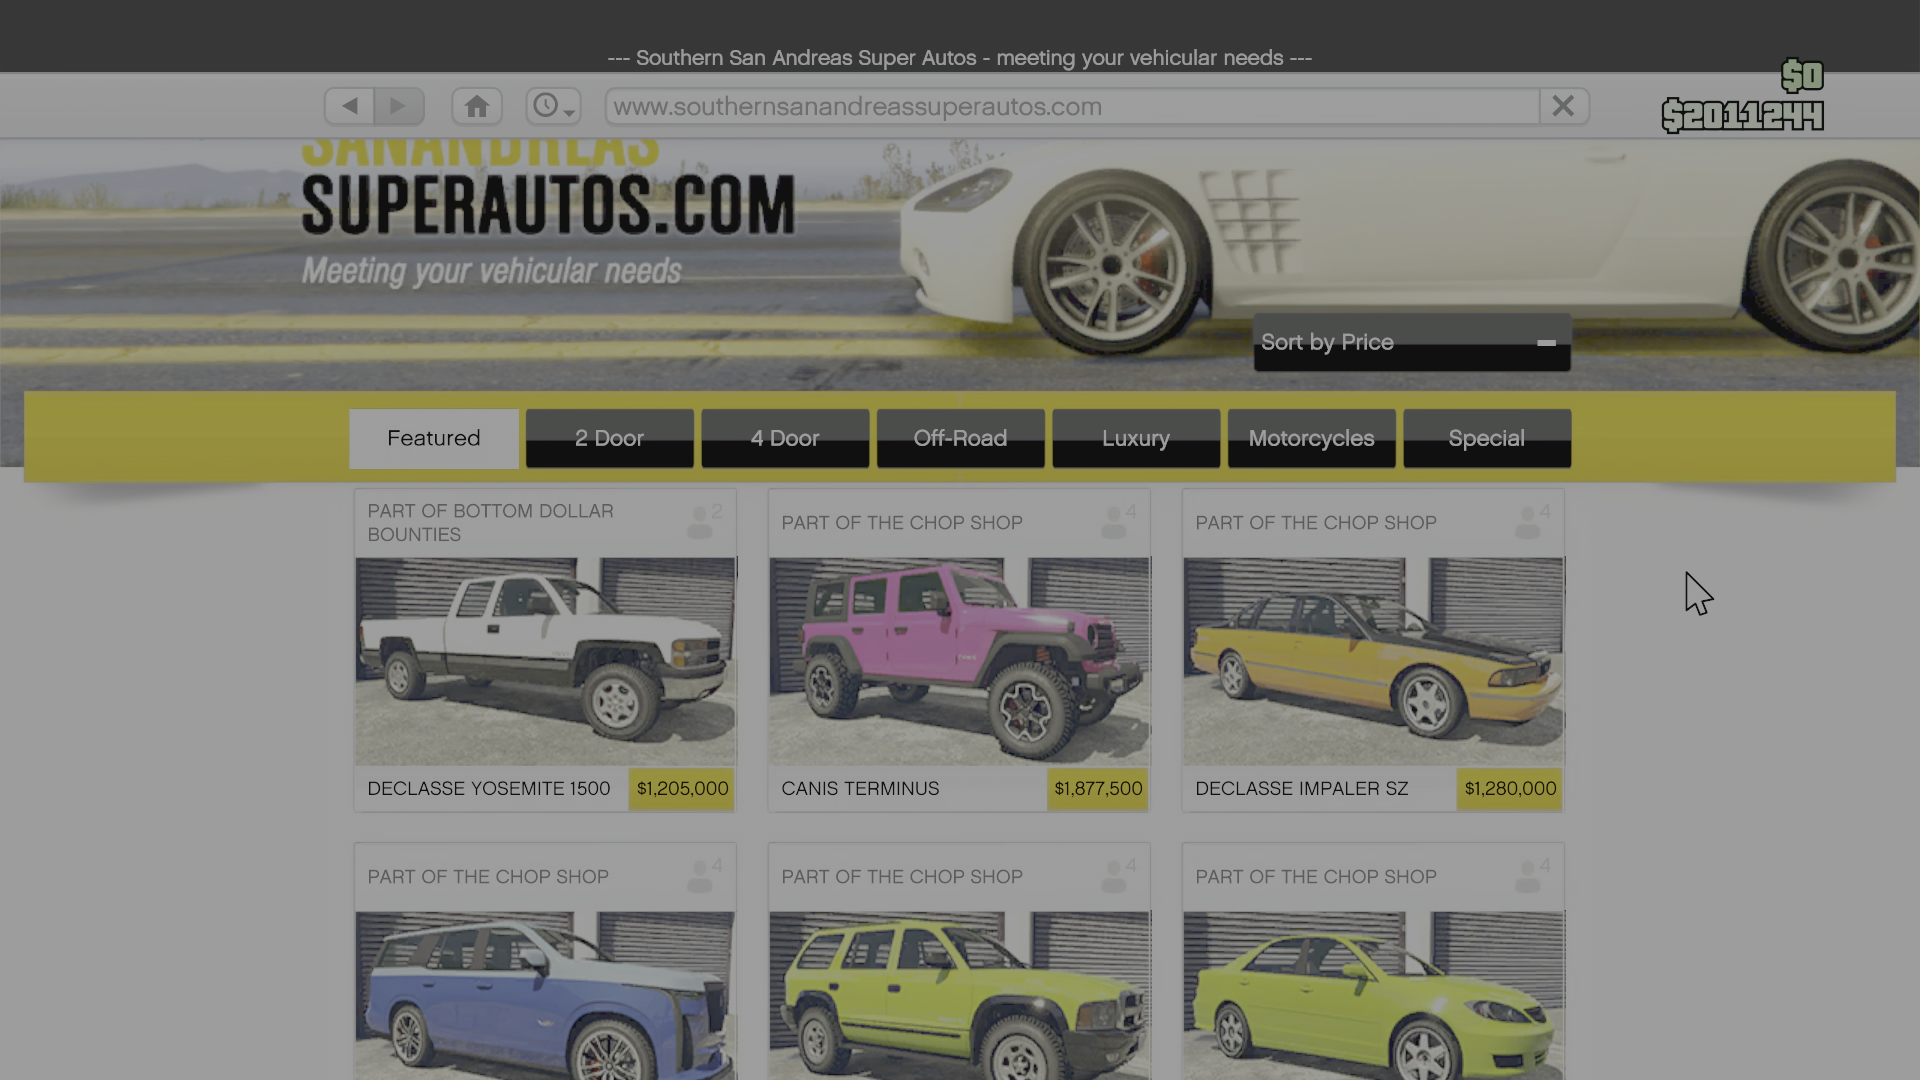 --- Southern San Andreas Super Autos - meeting your vehicular needs ---
$0
www.southernsanandreassuperautos.com
$2011244
SANANDREAS
SUPERAUTOS.COM
Meeting your vehicular needs
Sort by Price
Featured
2 Door
4 Door
Off-Road
Luxury
Motorcycles
Special
PART OF BOTTOM DOLLAR
BOUNTIES
2
PART OF THE CHOP SHOP
4
PART OF THE CHOP SHOP
4
DECLASSE YOSEMITE 1500
$1,205,000
CANIS TERMINUS
$1,877,500
DECLASSE IMPALER SZ
$1,280,000
PART OF THE CHOP SHOP
4
PART OF THE CHOP SHOP
4
PART OF THE CHOP SHOP
4